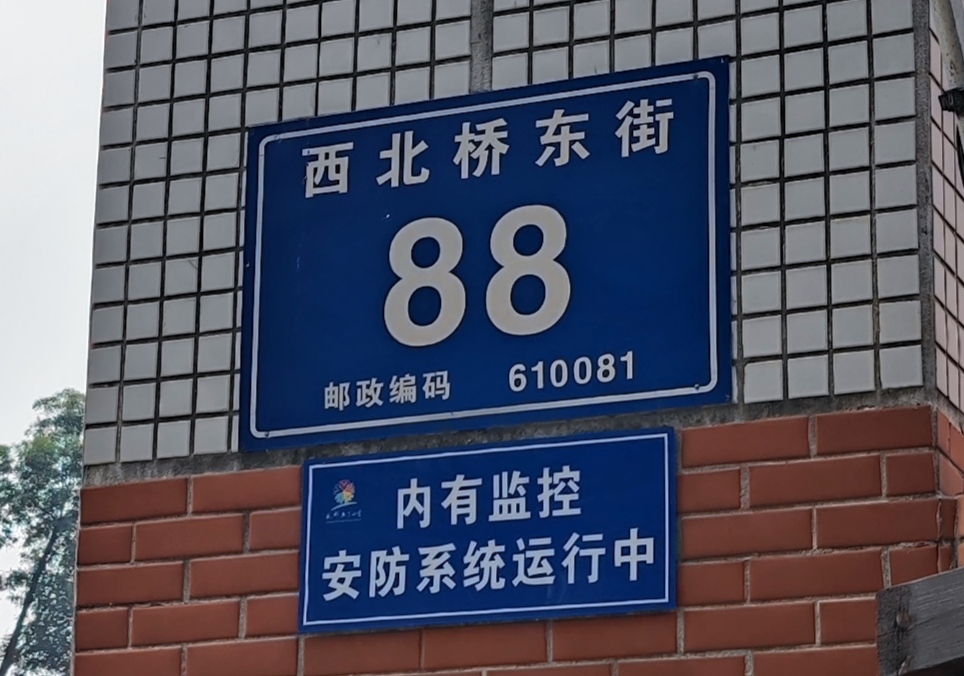 西北桥东街
88
邮政编码 610081
内有监控
安防系统运行中